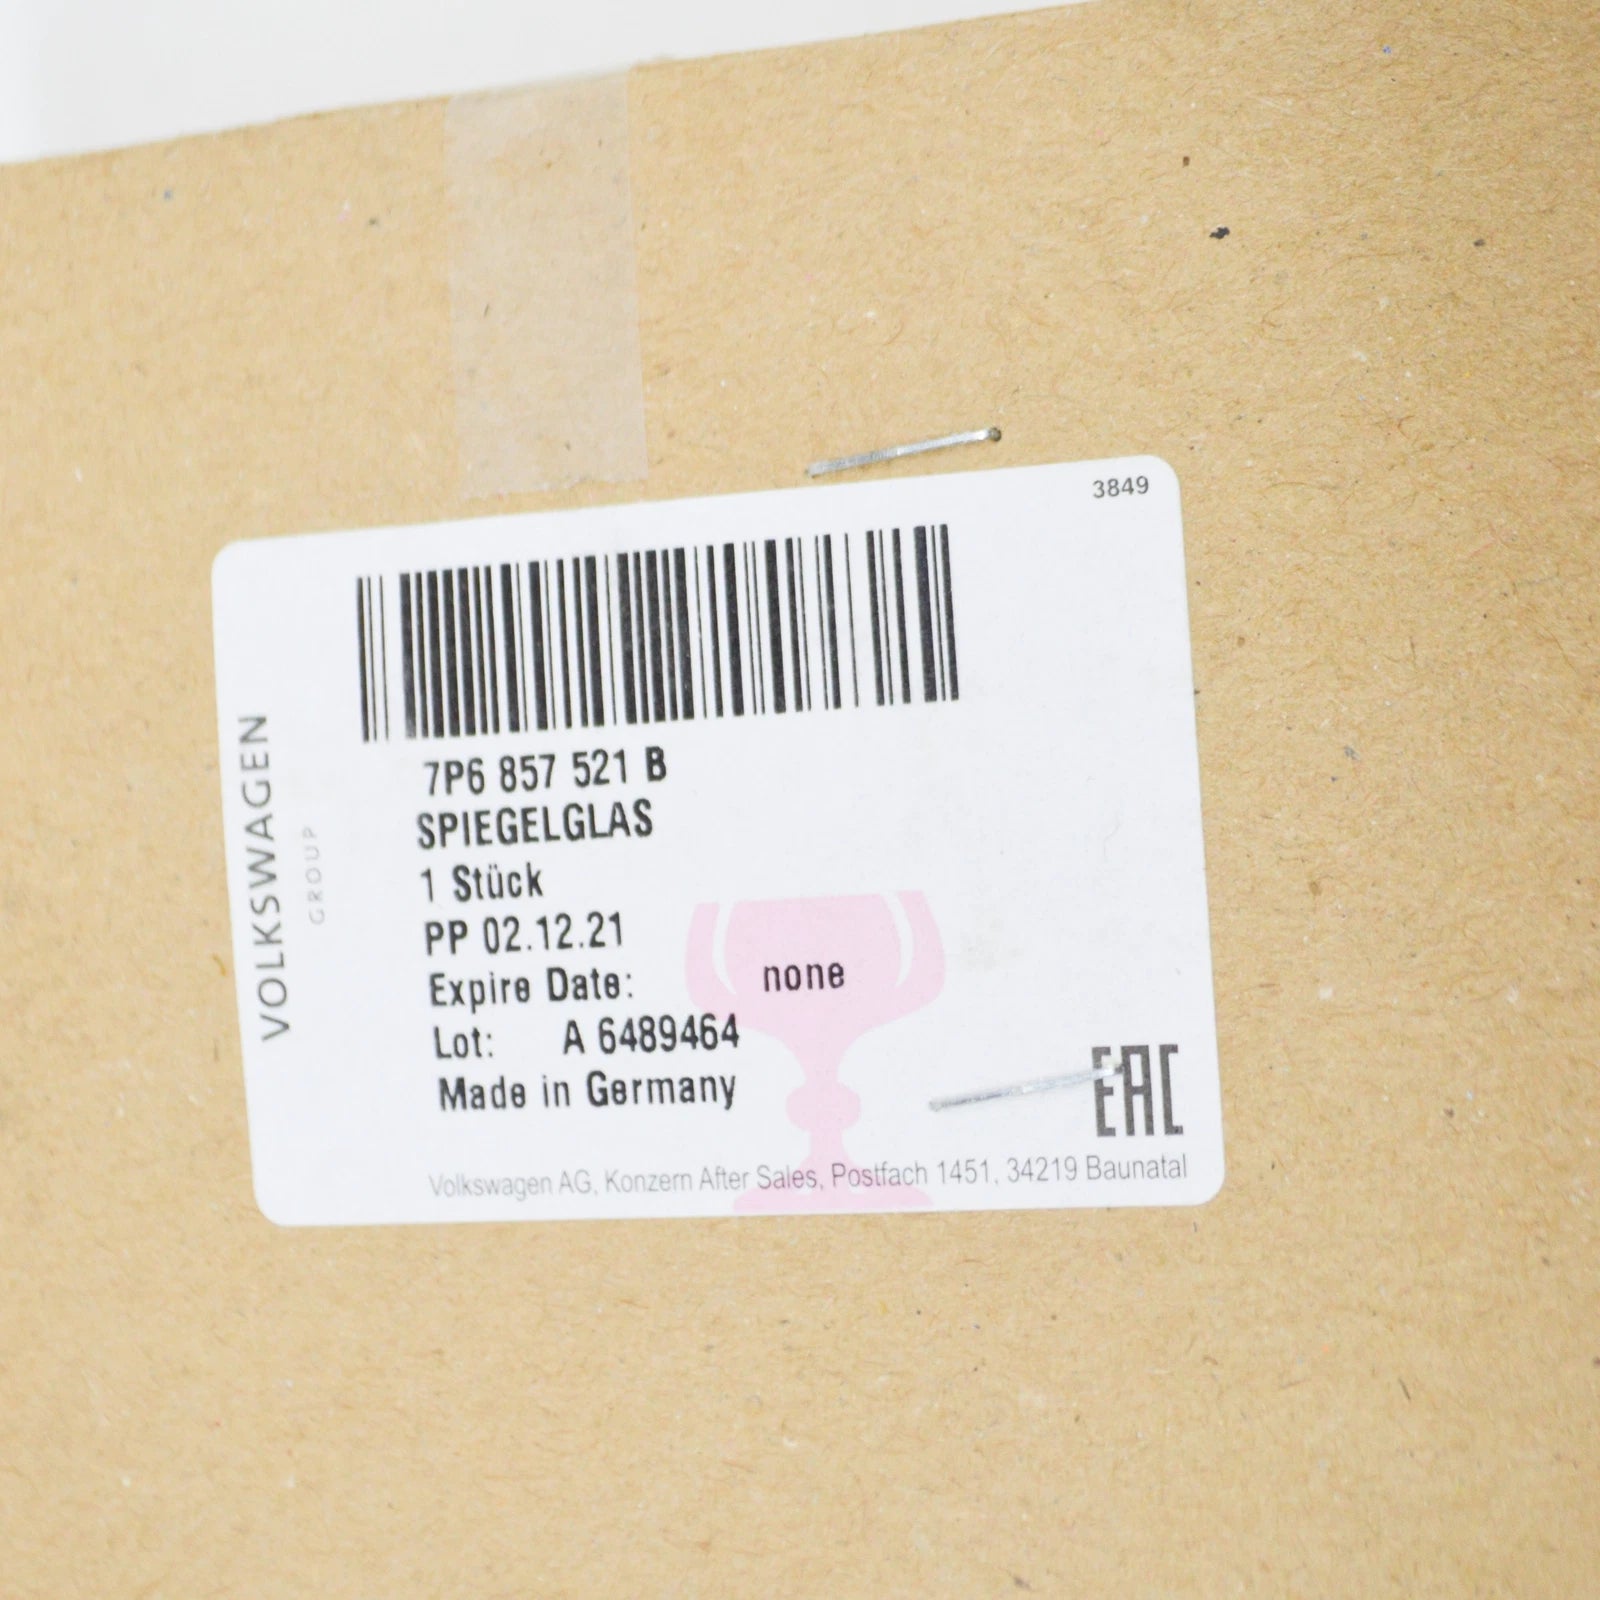 3849
VOLKSWAGEN
GROUP
7P6 857 521 B
SPIEGELGLAS
1 Stück
PP 02.12.21
Expire Date: none
Lot: A 6489464
Made in Germany
EAC
Volkswagen AG, Konzern After Sales, Postfach 1451, 34219 Baunatal